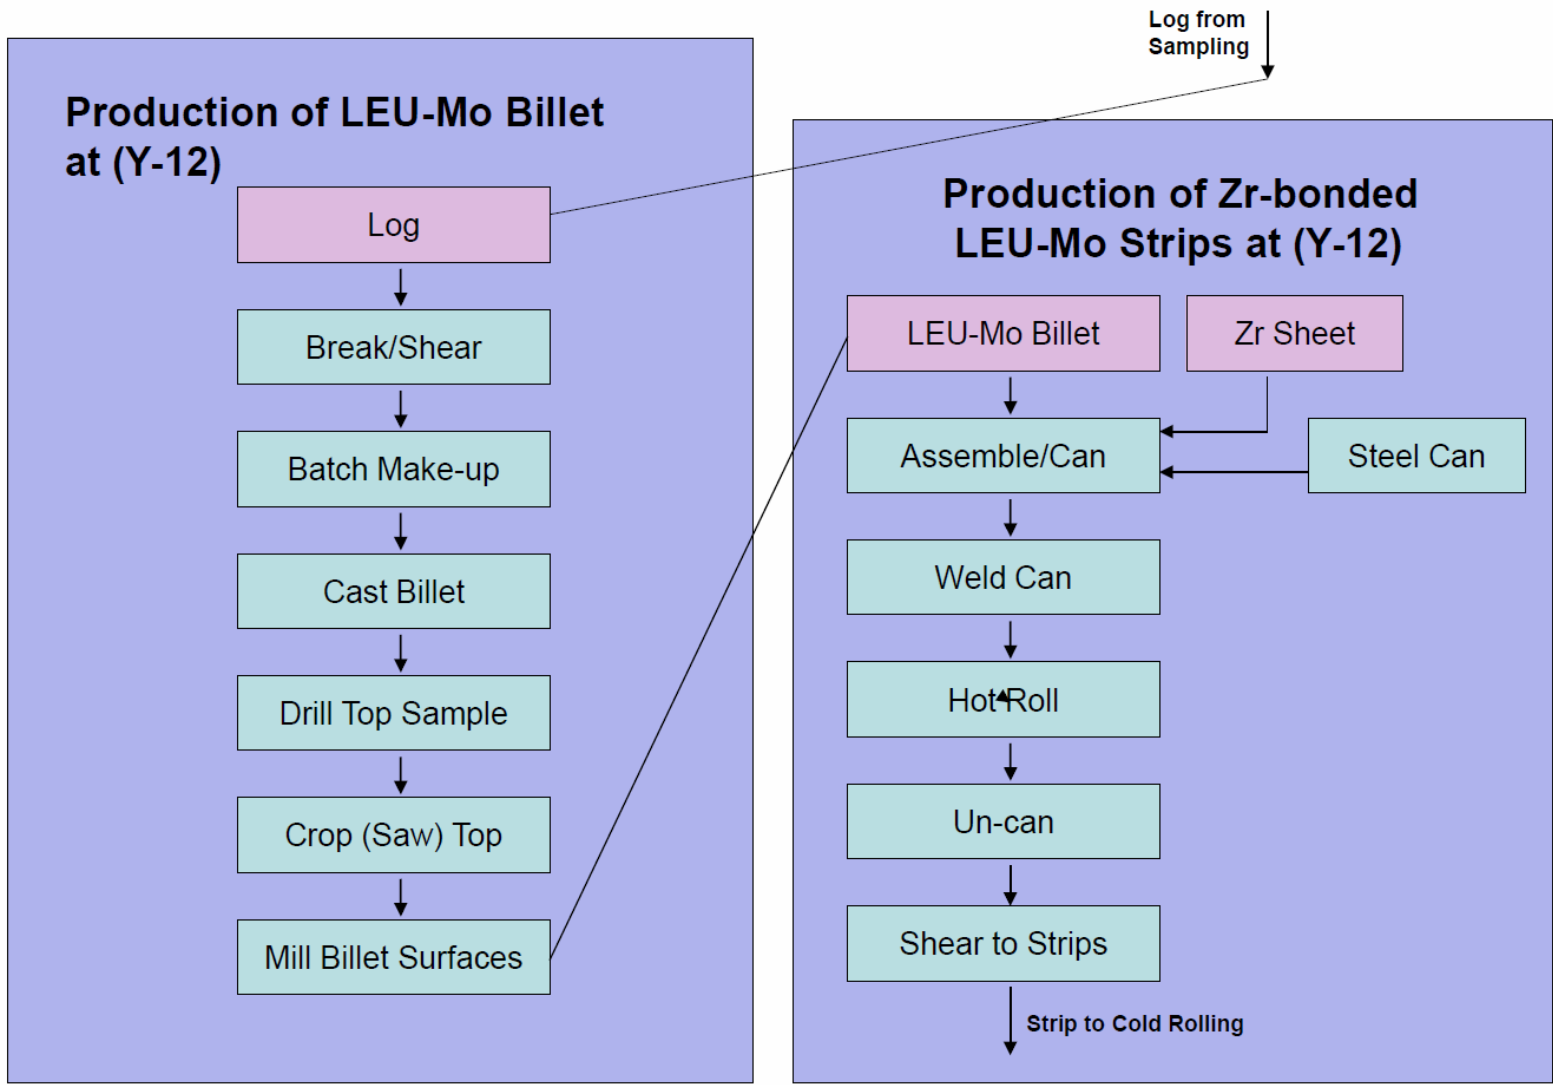 Log from
Sampling
Production of LEU-Mo Billet
at (Y-12)
Log
Break/Shear
Batch Make-up
Cast Billet
Drill Top Sample
Crop (Saw) Top
Mill Billet Surfaces
Production of Zr-bonded
LEU-Mo Strips at (Y-12)
LEU-Mo Billet
Zr Sheet
Assemble/Can
Steel Can
Weld Can
Hot Roll
Un-can
Shear to Strips
Strip to Cold Rolling